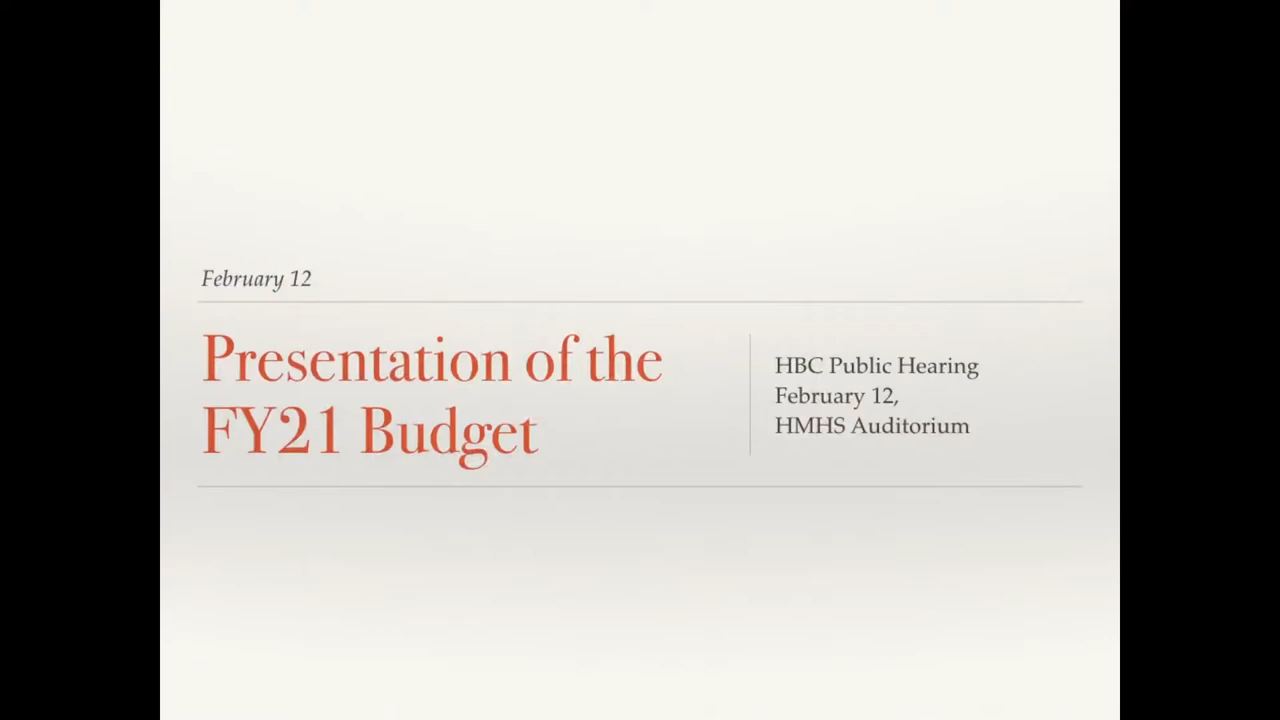 February 12
Presentation of the
FY21 Budget
HBC Public Hearing
February 12,
HMHS Auditorium